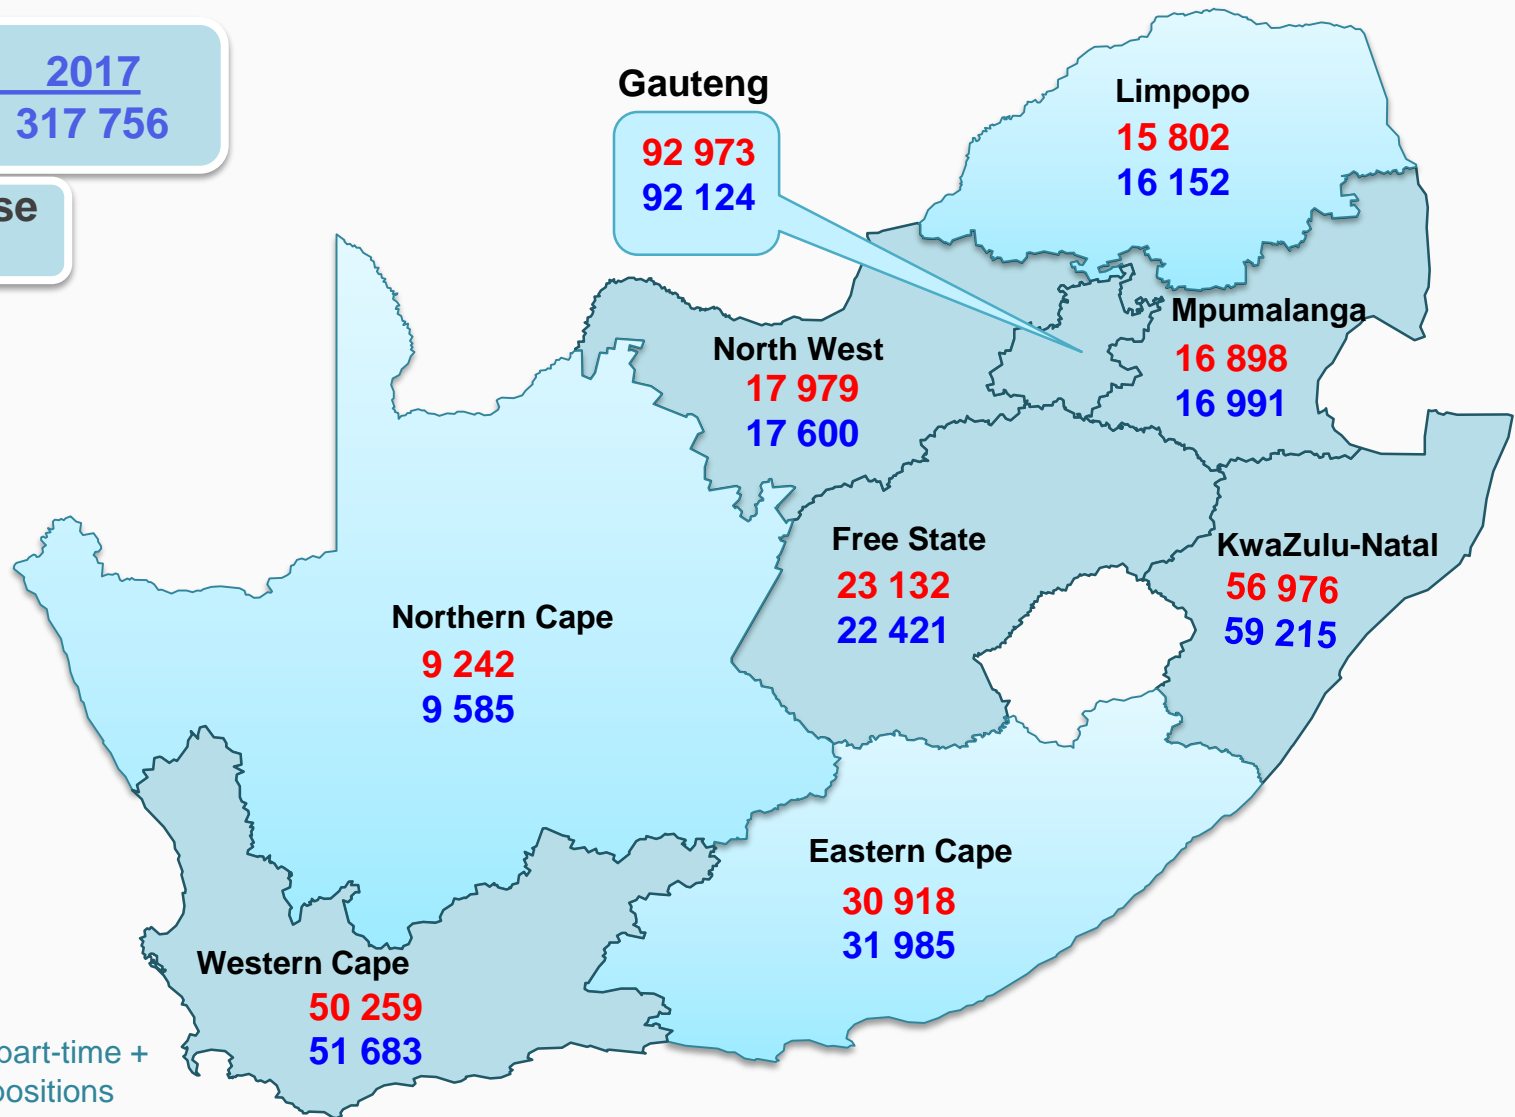 2017
317 756
se
Gauteng
92 973
92 124
Limpopo
15 802
16 152
Mpumalanga
16 898
16 991
North West
17 979
17 600
Free State
23 132
22 421
KwaZulu-Natal
56 976
59 215
Northern Cape
9 242
9 585
Eastern Cape
30 918
31 985
Western Cape
50 259
51 683
part-time +
positions